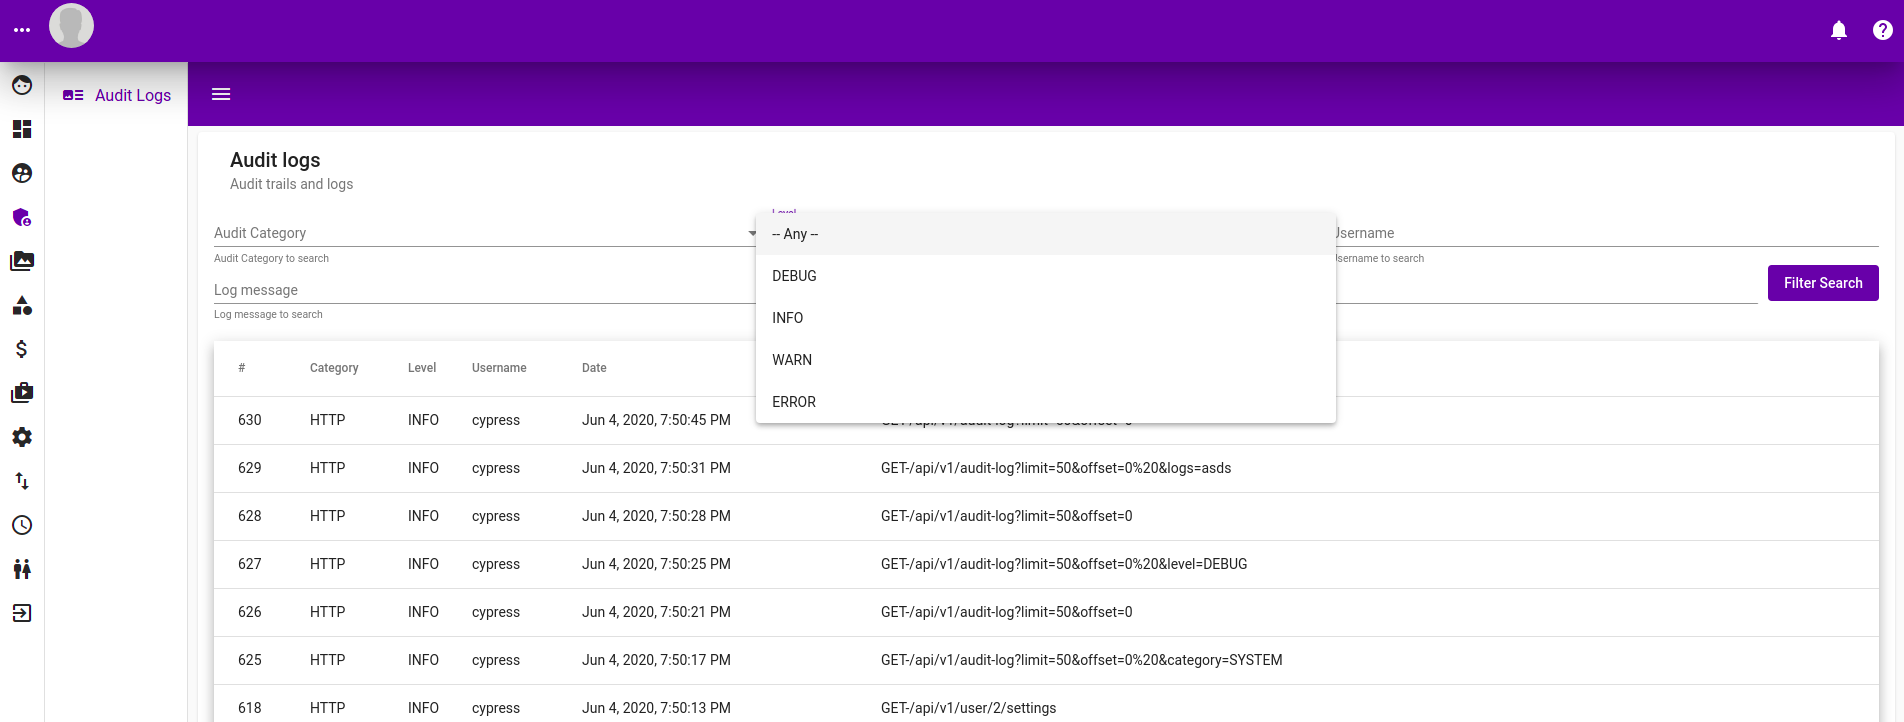 Audit Logs
Audit logs
Audit trails and logs
Audit Category
Audit Category to search
Level
-- Any --
DEBUG
INFO
WARN
ERROR
Username
Username to search
Log message
Log message to search
Filter Search
# Category Level Username Date
630 HTTP INFO cypress Jun 4, 2020, 7:50:45 PM GET-/api/v1/audit-log?limit=50&offset=0
629 HTTP INFO cypress Jun 4, 2020, 7:50:31 PM GET-/api/v1/audit-log?limit=50&offset=0%20&logs=asds
628 HTTP INFO cypress Jun 4, 2020, 7:50:28 PM GET-/api/v1/audit-log?limit=50&offset=0
627 HTTP INFO cypress Jun 4, 2020, 7:50:25 PM GET-/api/v1/audit-log?limit=50&offset=0%20&level=DEBUG
626 HTTP INFO cypress Jun 4, 2020, 7:50:21 PM GET-/api/v1/audit-log?limit=50&offset=0
625 HTTP INFO cypress Jun 4, 2020, 7:50:17 PM GET-/api/v1/audit-log?limit=50&offset=0%20&category=SYSTEM
618 HTTP INFO cypress Jun 4, 2020, 7:50:13 PM GET-/api/v1/user/2/settings